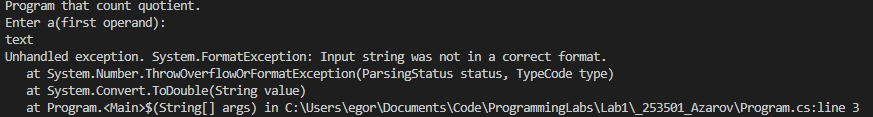 Program that count quotient.
Enter a(first operand):
text
Unhandled exception. System.FormatException: Input string was not in a correct format.
   at System.Number.ThrowOverflowOrFormatException(ParsingStatus status, TypeCode type)
   at System.Convert.ToDouble(String value)
   at Program.<Main>$(String[] args) in C:\Users\egor\Documents\Code\ProgrammingLabs\Lab1\_253501_Azarov\Program.cs:line 3